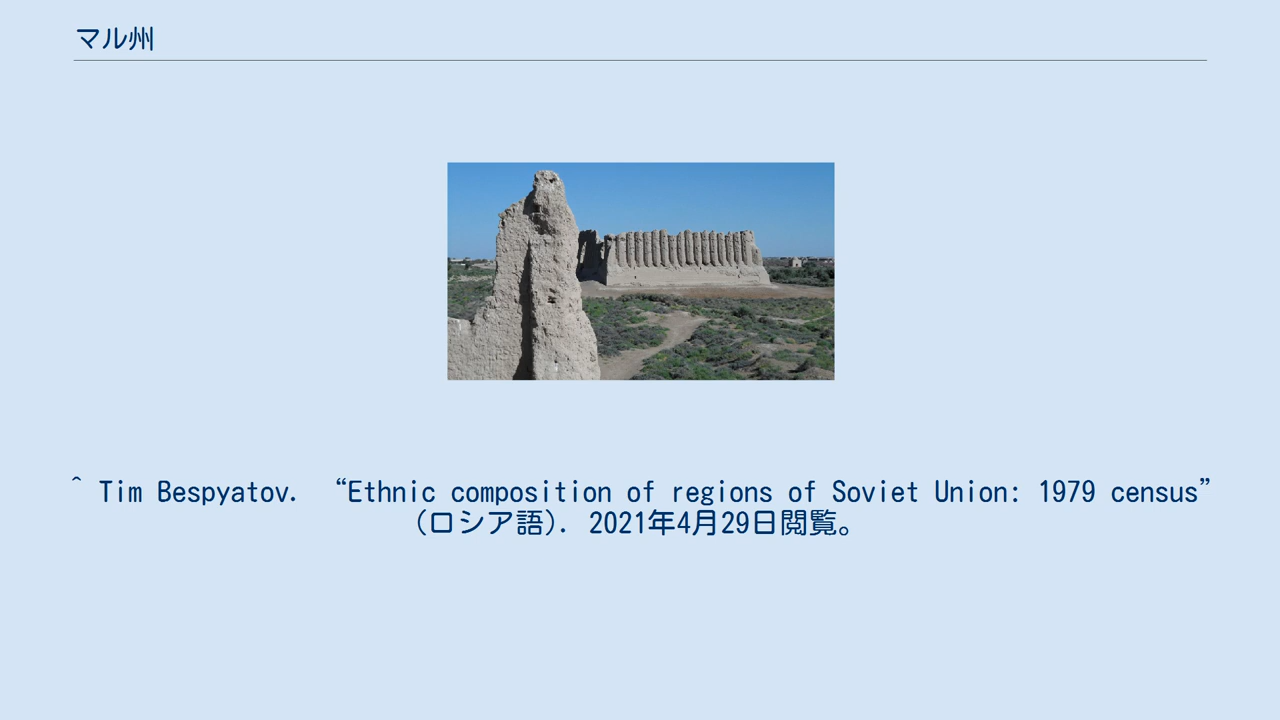 マル州
^ Tim Bespyatov. “Ethnic composition of regions of Soviet Union: 1979 census”
(ロシア語). 2021年4月29日閲覧。